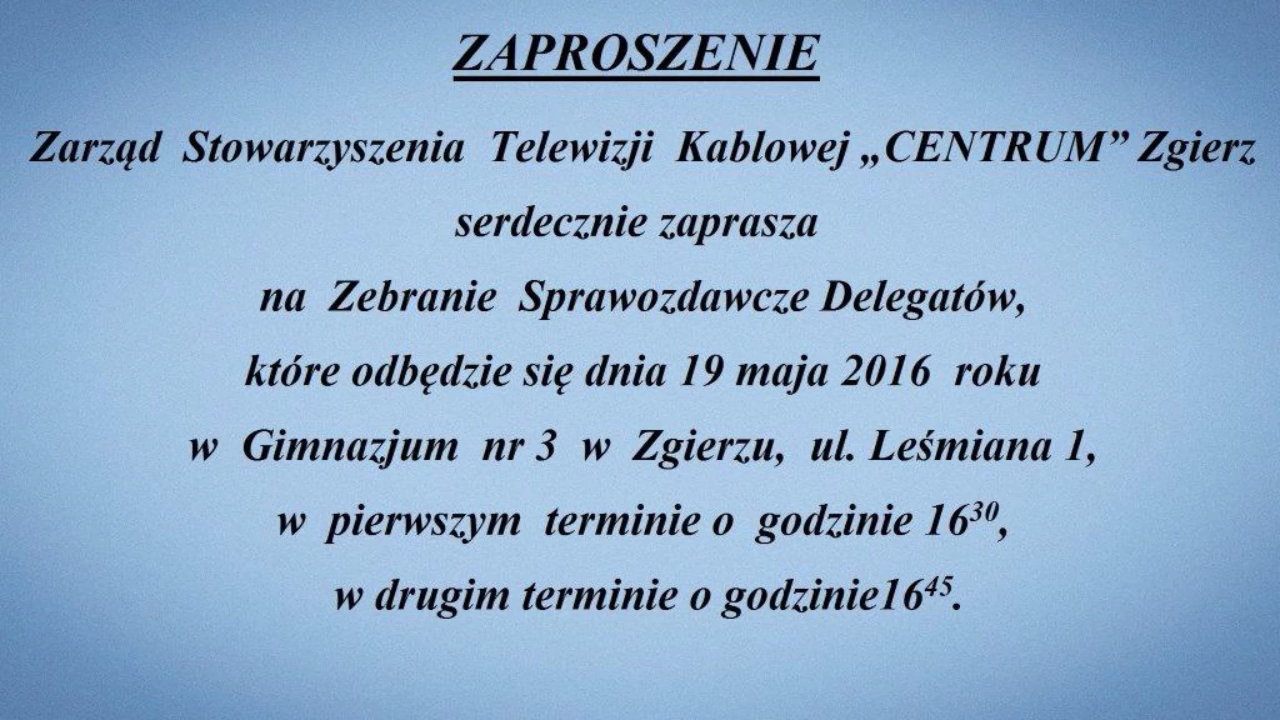 ZAPROSZENIE
Zarząd Stowarzyszenia Telewizji Kablowej „CENTRUM” Zgierz
serdecznie zaprasza
na Zebranie Sprawozdawcze Delegatów,
które odbędzie się dnia 19 maja 2016 roku
w Gimnazjum nr 3 w Zgierzu, ul. Leśmiana 1,
w pierwszym terminie o godzinie 16³⁰,
w drugim terminie o godzinie16⁴⁵.